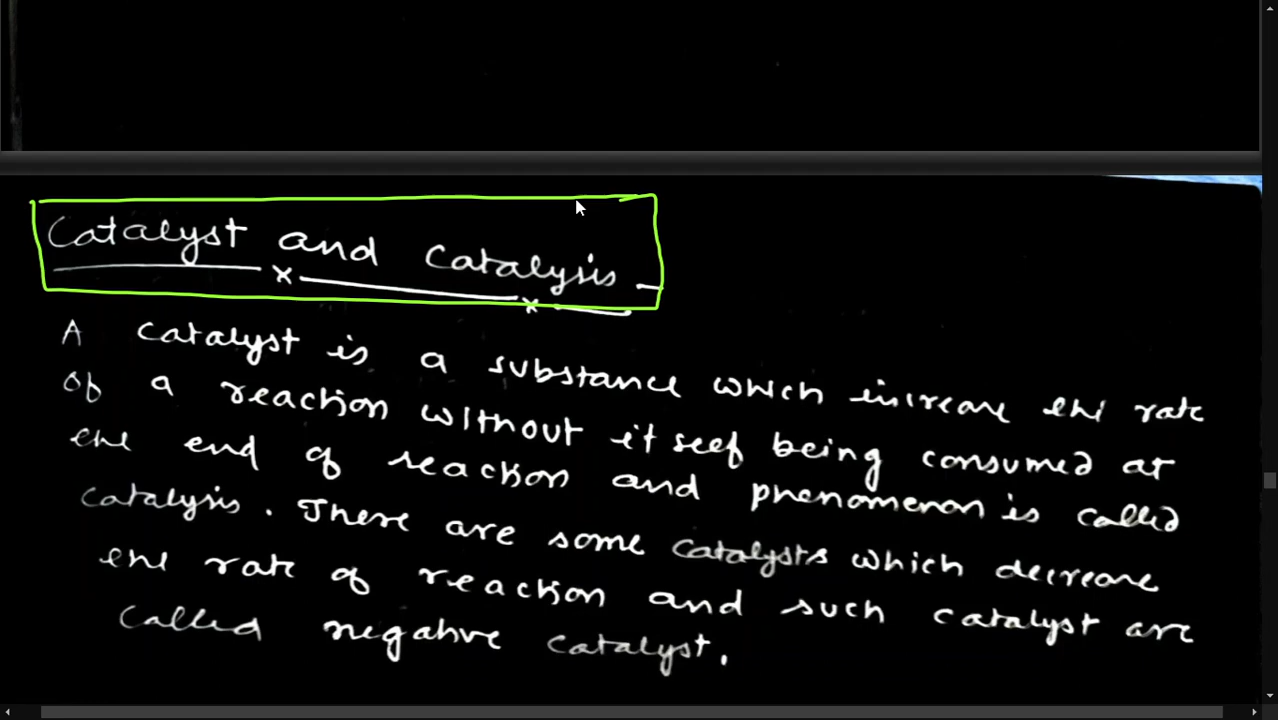 Catalyst and Catalysis -
A catalyst is a substance which increase the rate
of a reaction without itself being consumed at
the end of reaction and phenomenon is called
catalysis. There are some catalysts which decrease
the rate of reaction and such catalyst are
called negative catalyst.